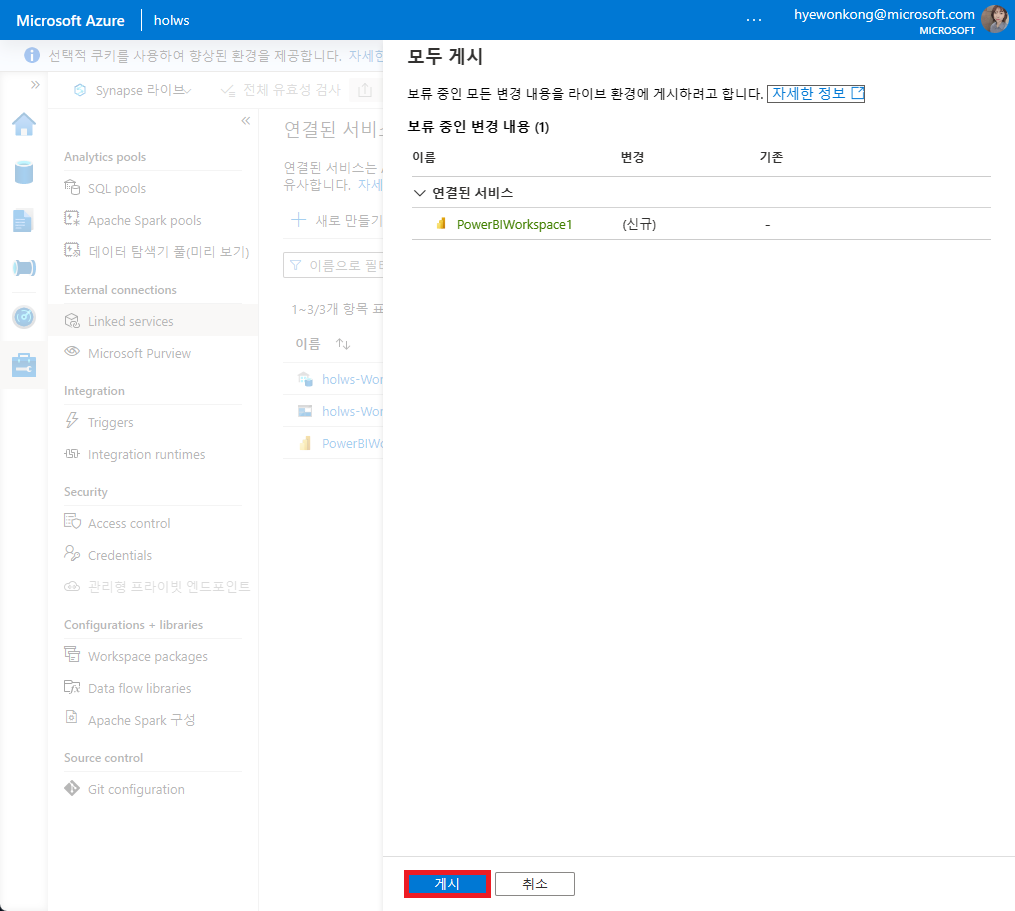 Microsoft Azure
holws
...
hyewonkong@microsoft.com
MICROSOFT
선택적 쿠키를 사용하여 향상된 환경을 제공합니다. 자세한
Synapse 라이브
전체 유효성 검사
Analytics pools
SQL pools
Apache Spark pools
데이터 탐색기 풀(미리 보기)
External connections
Linked services
Microsoft Purview
Integration
Triggers
Integration runtimes
Security
Access control
Credentials
관리형 프라이빗 엔드포인트
Configurations + libraries
Workspace packages
Data flow libraries
Apache Spark 구성
Source control
Git configuration
연결된 서비스
연결된 서비스는
유사합니다. 자세
새로 만들기
이름으로 필터
1~3/3개 항목 표
이름
holws-Wor
holws-Wor
PowerBIWo
모두 게시
보류 중인 모든 변경 내용을 라이브 환경에 게시하려고 합니다. 자세한 정보
보류 중인 변경 내용 (1)
이름 변경 기존
연결된 서비스
PowerBIWorkspace1 (신규) -
게시 취소